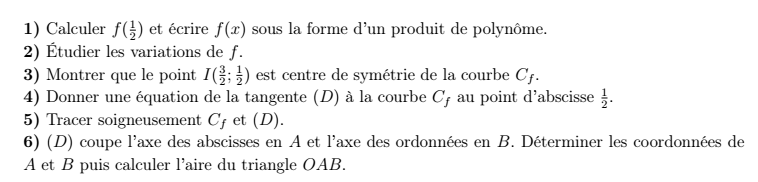 1) Calculer f(1/2) et écrire f(x) sous la forme d'un produit de polynôme.
2) Étudier les variations de f.
3) Montrer que le point I(3/2; 1/2) est centre de symétrie de la courbe C_f.
4) Donner une équation de la tangente (D) à la courbe C_f au point d'abscisse 1/2.
5) Tracer soigneusement C_f et (D).
6) (D) coupe l'axe des abscisses en A et l'axe des ordonnées en B. Déterminer les coordonnées de
A et B puis calculer l'aire du triangle OAB.